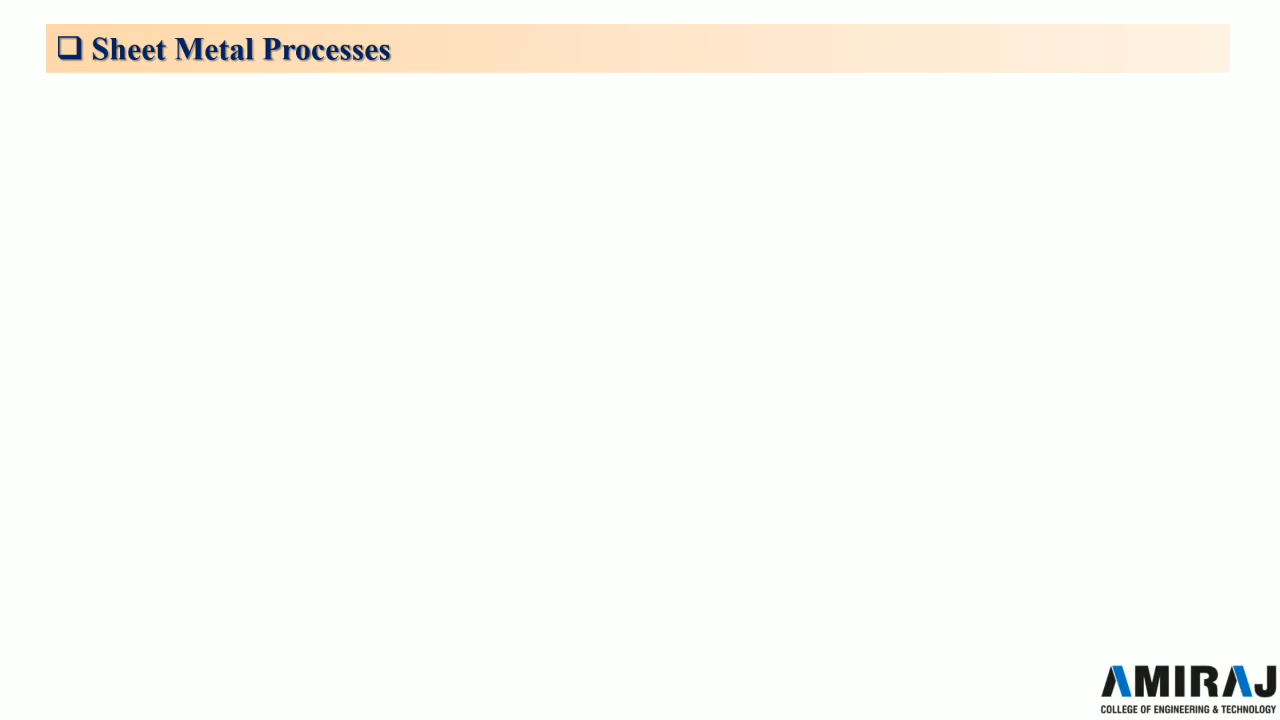 Sheet Metal Processes
AMIRAJ
COLLEGE OF ENGINEERING & TECHNOLOGY